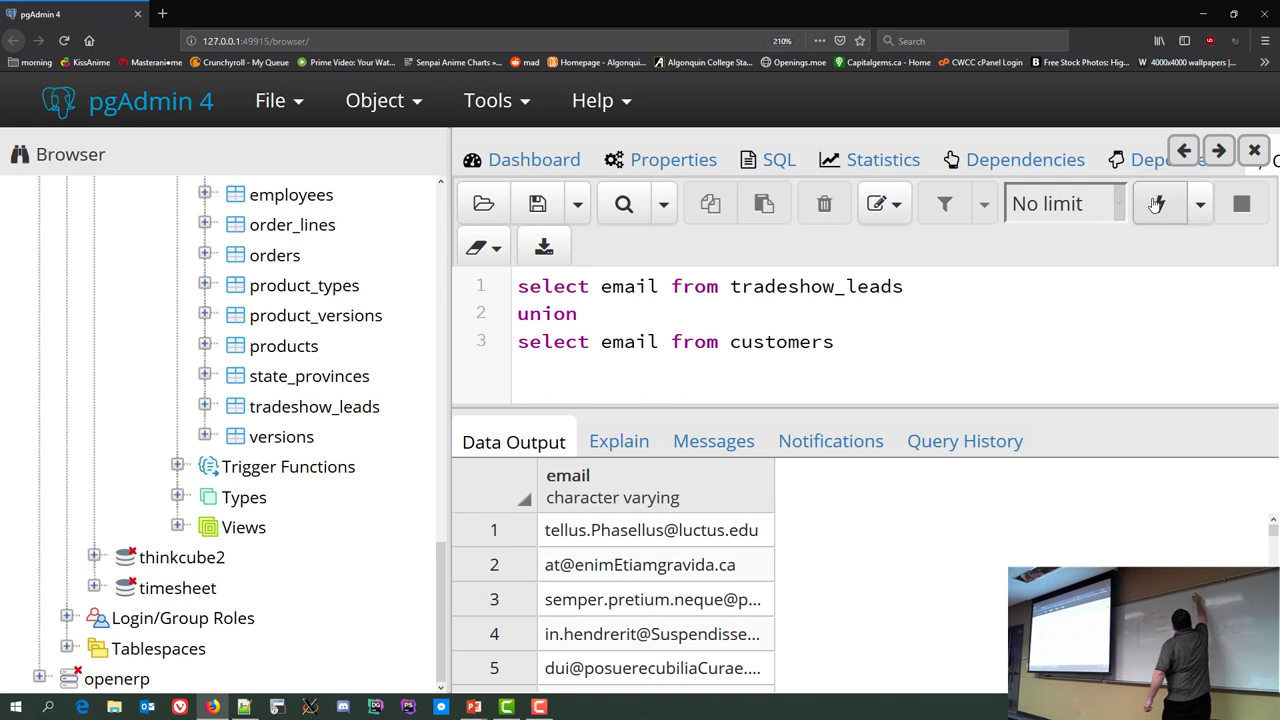 pgAdmin 4
127.0.0.1:49915/browser/
210%
Search
morning
KissAnime
Masterani●me
Crunchyroll - My Queue
Prime Video: Your Wat...
Senpai Anime Charts »...
mad
Homepage - Algonqui...
Algonquin College Sta...
Openings.moe
Capitalgems.ca - Home
CWCC cPanel Login
Free Stock Photos: Hig...
4000x4000 wallpapers |...
pgAdmin 4
File
Object
Tools
Help
Browser
Dashboard
Properties
SQL
Statistics
Dependencies
Depe
No limit
employees
order_lines
orders
product_types
product_versions
products
state_provinces
tradeshow_leads
versions
Trigger Functions
Types
Views
thinkcube2
timesheet
Login/Group Roles
Tablespaces
openerp
1 select email from tradeshow_leads
2 union
3 select email from customers
Data Output
Explain
Messages
Notifications
Query History
email
character varying
1 tellus.Phasellus@luctus.edu
2 at@enimEtiamgravida.ca
3 semper.pretium.neque@p...
4 in.hendrerit@Suspendisse...
5 dui@posuerecubiliaCurae....